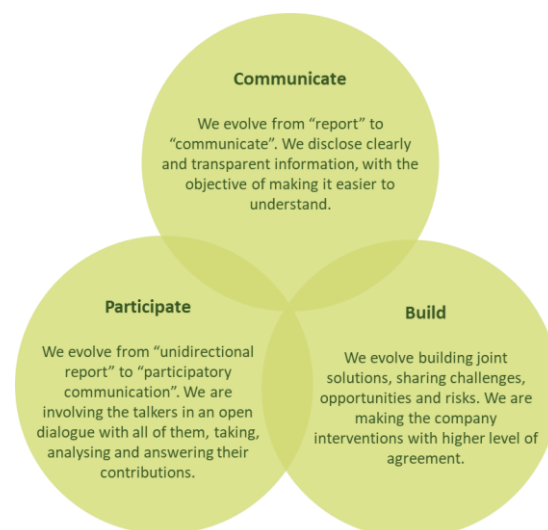 Communicate
We evolve from “report” to
“communicate”. We disclose clearly
and transparent information, with the
objective of making it easier to
understand.
Participate
We evolve from “unidirectional
report” to “participatory
communication”. We are
involving the talkers in an open
dialogue with all of them, taking,
analysing and answering their
contributions.
Build
We evolve building joint
solutions, sharing challenges,
opportunities and risks. We are
making the company
interventions with higher level of
agreement.